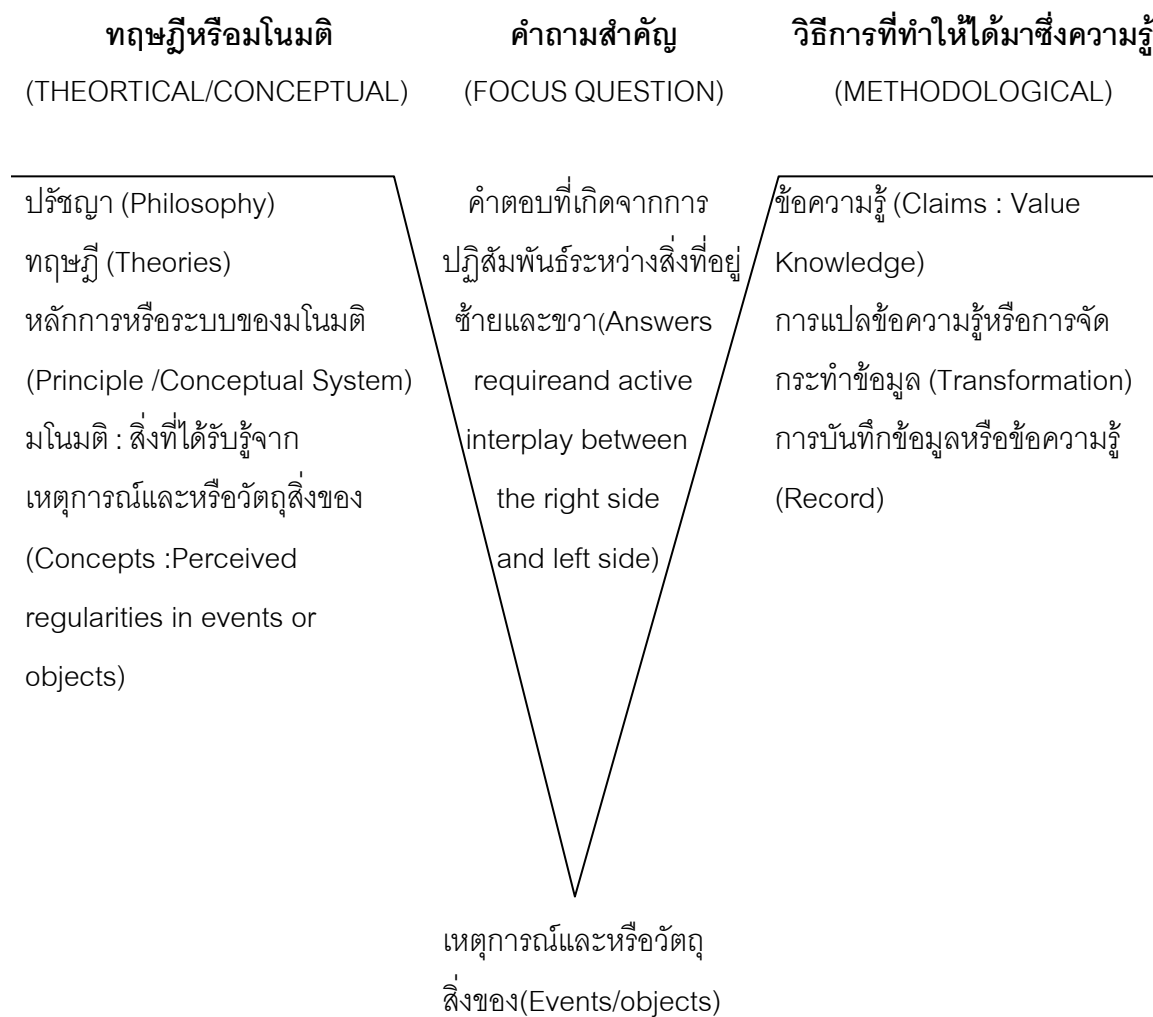 ทฤษฎีหรือมโนมติ
(THEORTICAL/CONCEPTUAL)
คำถามสำคัญ
(FOCUS QUESTION)
วิธีการที่ทำให้ได้มาซึ่งความรู้
(METHODOLOGICAL)
ปรัชญา (Philosophy)
ทฤษฎี (Theories)
หลักการหรือระบบของมโนมติ
(Principle /Conceptual System)
มโนมติ : สิ่งที่ได้รับรู้จาก
เหตุการณ์และหรือวัตถุสิ่งของ
(Concepts :Perceived
regularities in events or
objects)
คำตอบที่เกิดจากการ
ปฏิสัมพันธ์ระหว่างสิ่งที่อยู่
ซ้ายและขวา(Answers
requireand active
interplay between
the right side
and left side)
ข้อความรู้ (Claims : Value
Knowledge)
การแปลข้อความรู้หรือการจัด
กระทำข้อมูล (Transformation)
การบันทึกข้อมูลหรือข้อความรู้
(Record)
เหตุการณ์และหรือวัตถุ
สิ่งของ(Events/objects)